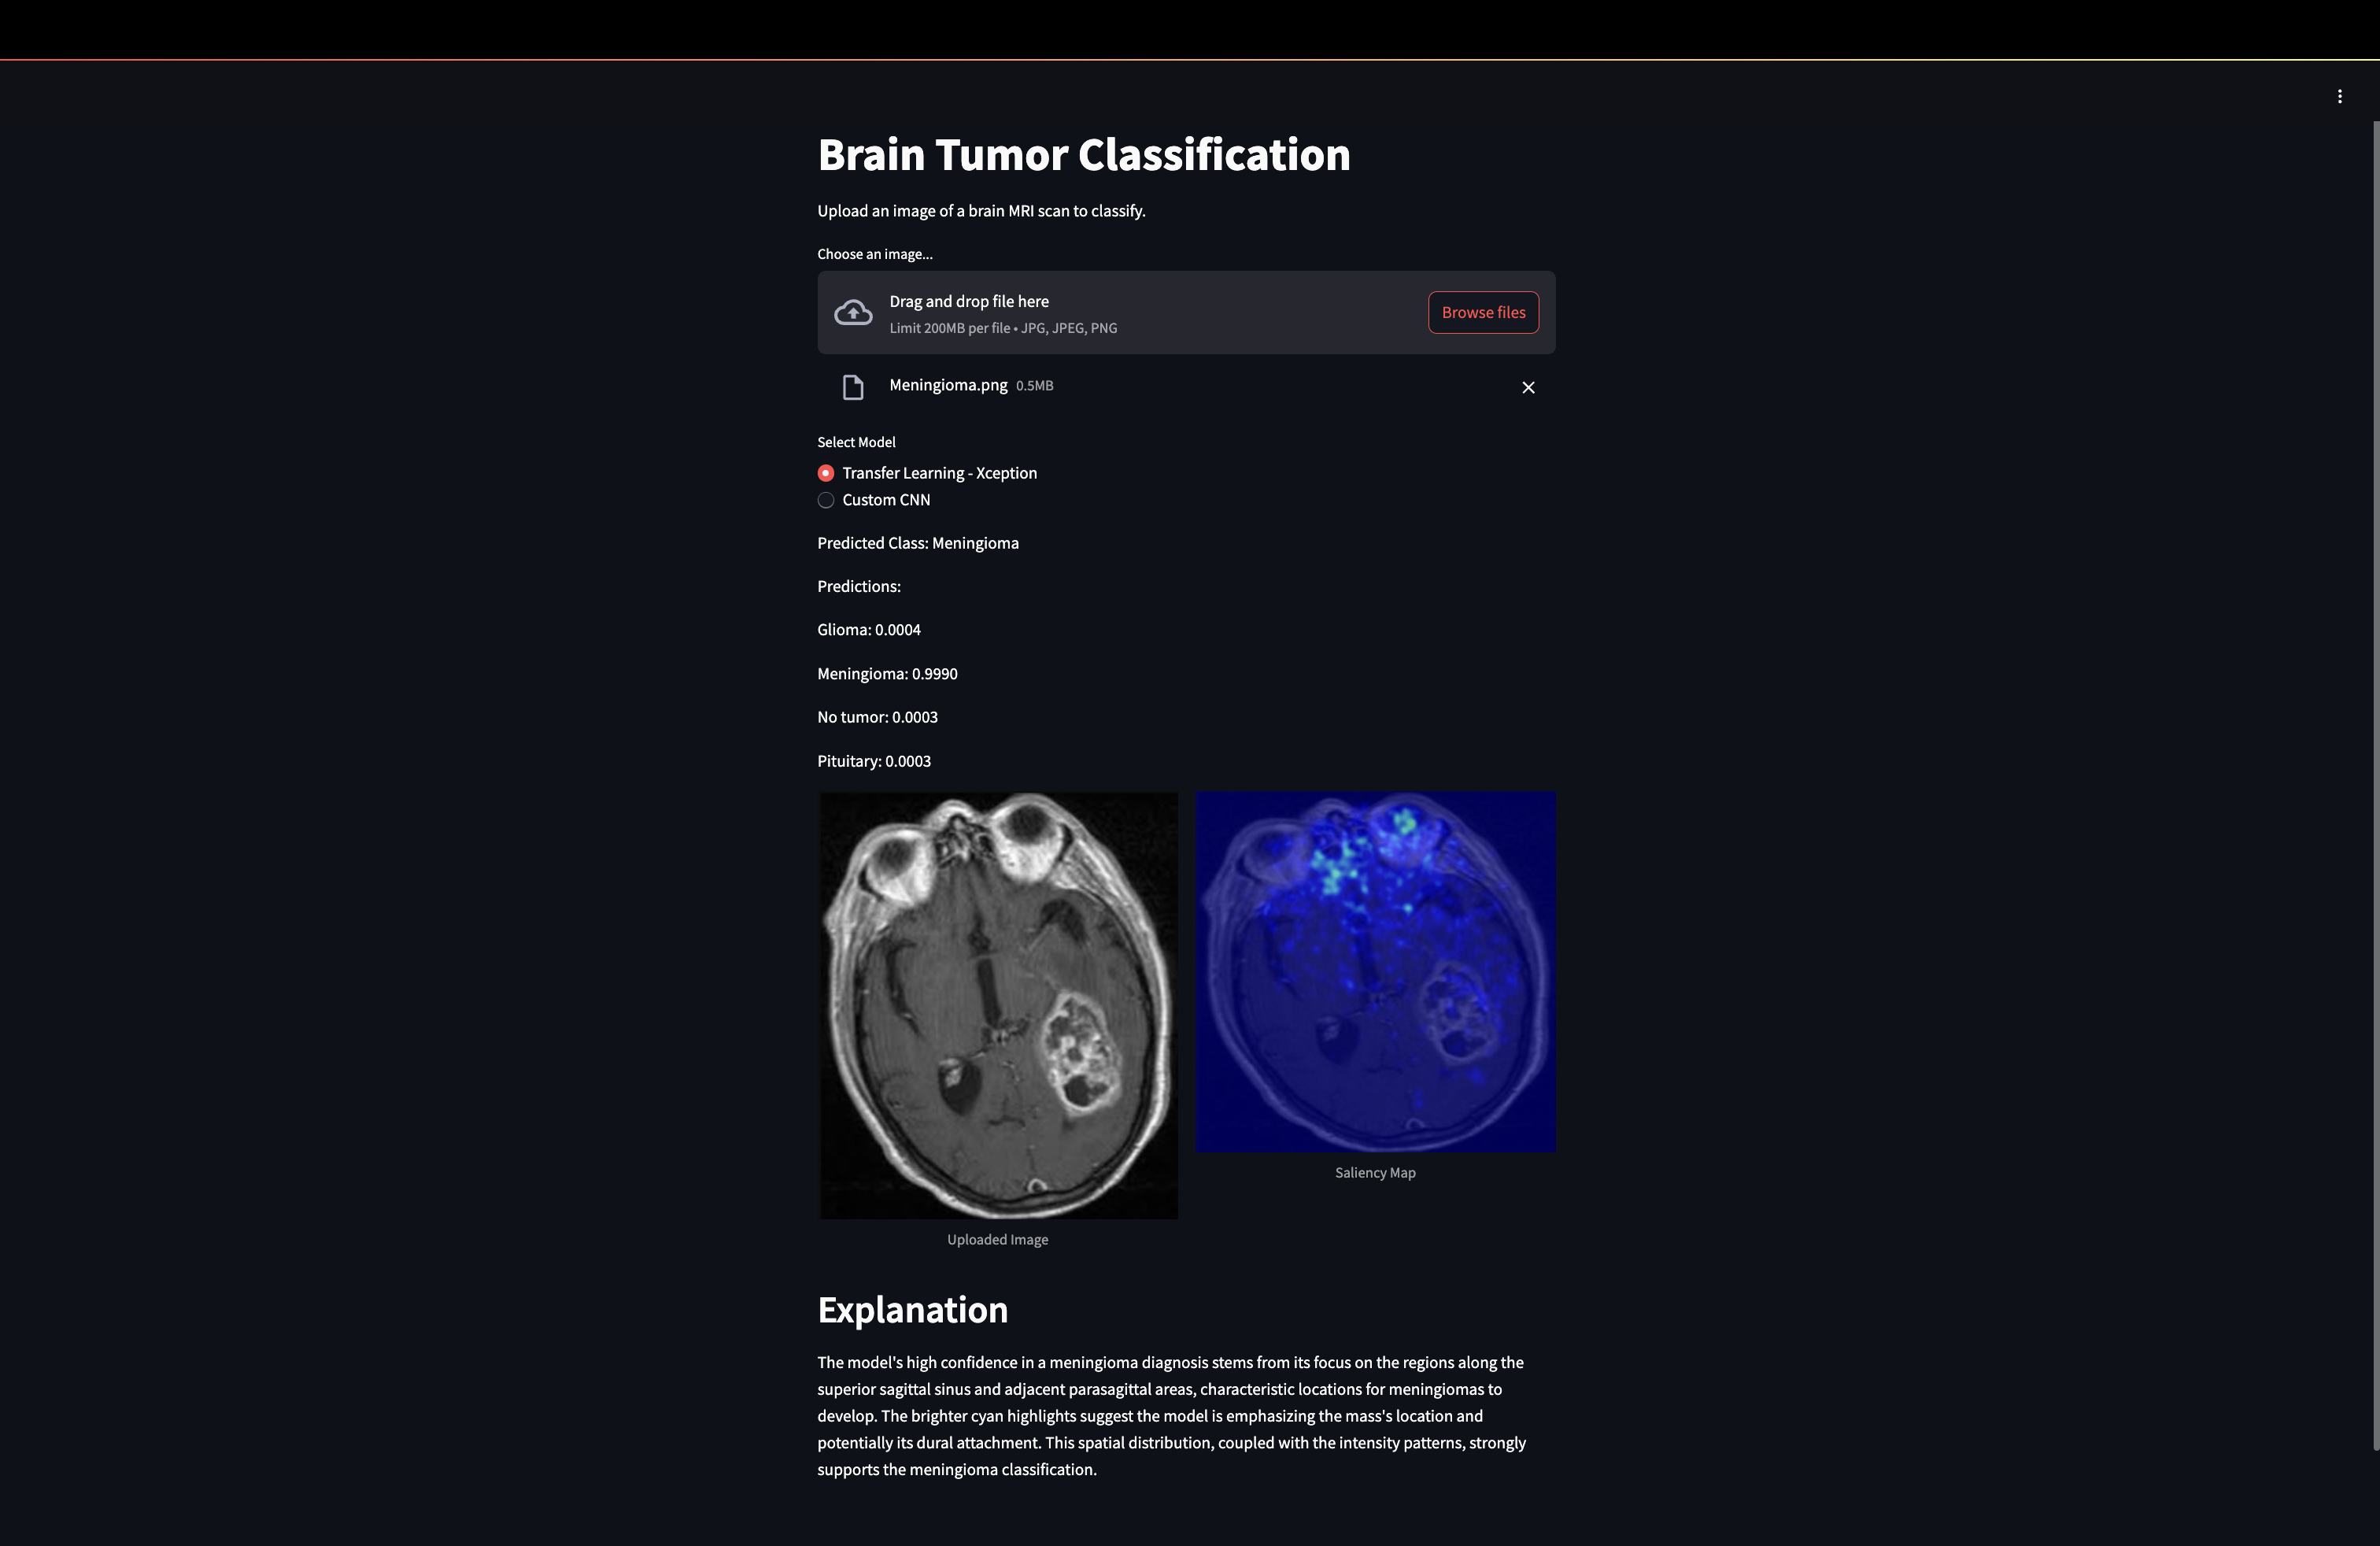 Brain Tumor Classification
Upload an image of a brain MRI scan to classify.
Choose an image...
Drag and drop file here
Limit 200MB per file • JPG, JPEG, PNG
Browse files
Meningioma.png 0.5MB
Select Model
Transfer Learning - Xception
Custom CNN
Predicted Class: Meningioma
Predictions:
Glioma: 0.0004
Meningioma: 0.9990
No tumor: 0.0003
Pituitary: 0.0003
Saliency Map
Uploaded Image
Explanation
The model's high confidence in a meningioma diagnosis stems from its focus on the regions along the
superior sagittal sinus and adjacent parasagittal areas, characteristic locations for meningiomas to
develop. The brighter cyan highlights suggest the model is emphasizing the mass's location and
potentially its dural attachment. This spatial distribution, coupled with the intensity patterns, strongly
supports the meningioma classification.